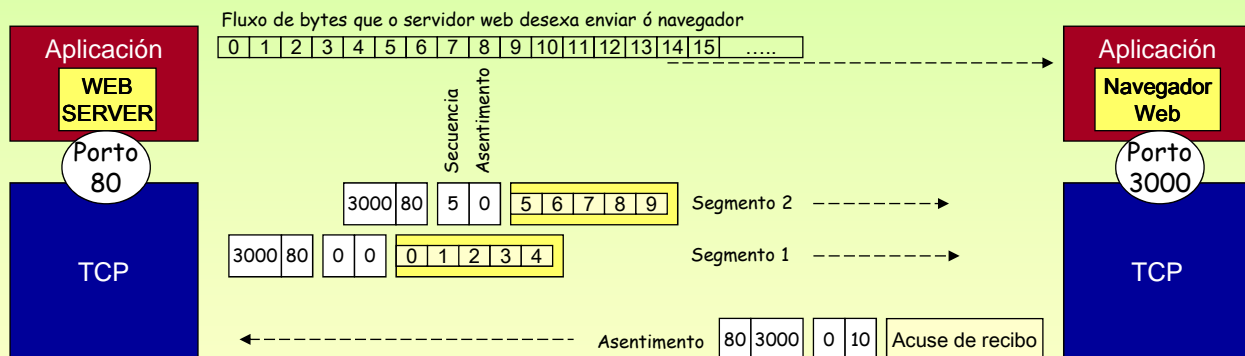 Fluxo de bytes que o servidor web desexa enviar ó navegador
0 1 2 3 4 5 6 7 8 9 10 11 12 13 14 15 .....
Aplicación
WEB
SERVER
Porto
80
TCP
Aplicación
Navegador
Web
Porto
3000
TCP
Secuencia
Asentimento
3000 80 5 0 5 6 7 8 9 Segmento 2
3000 80 0 0 0 1 2 3 4 Segmento 1
Asentimento 80 3000 0 10 Acuse de recibo